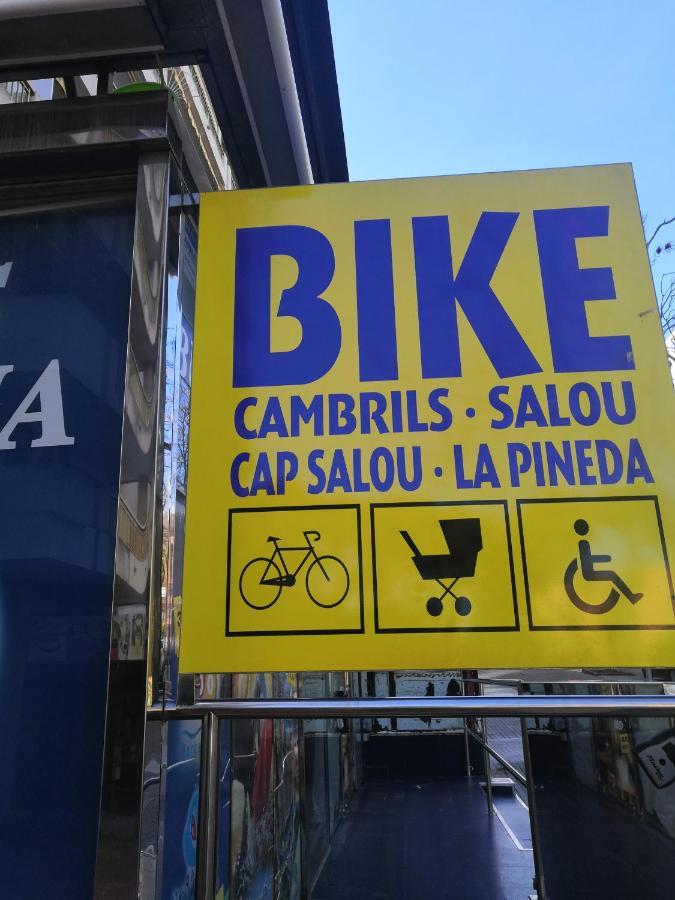 BIKE
CAMBRILS · SALOU
CAP SALOU · LA PINEDA